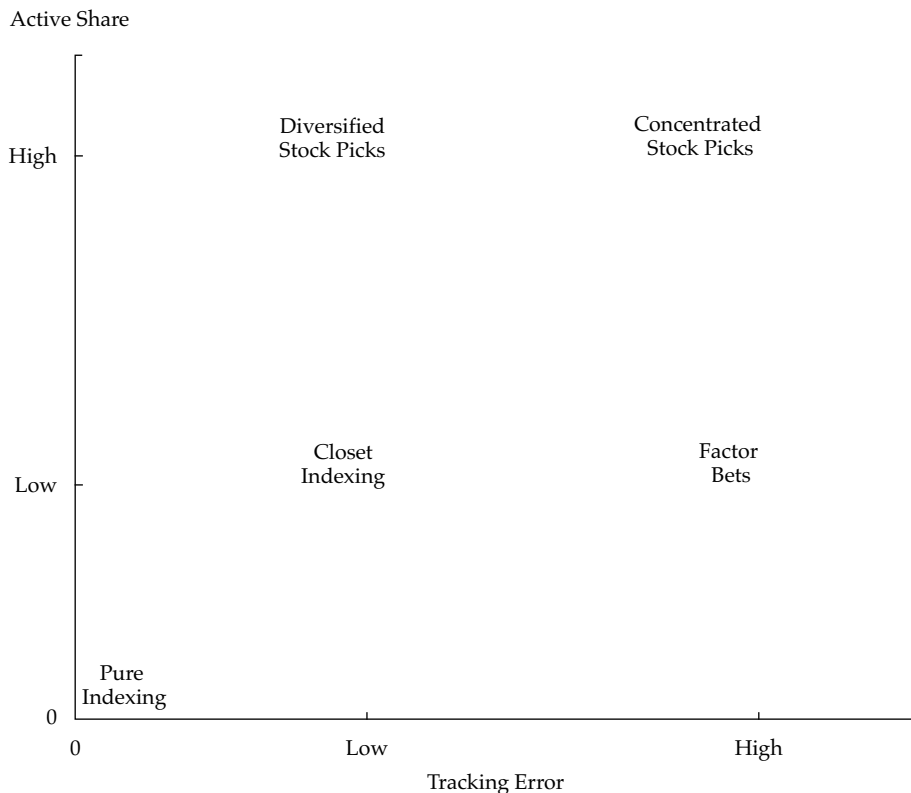 Active Share
Diversified
Stock Picks
Concentrated
Stock Picks
High
Closet
Indexing
Factor
Bets
Low
Pure
Indexing
0
0
Low
High
Tracking Error